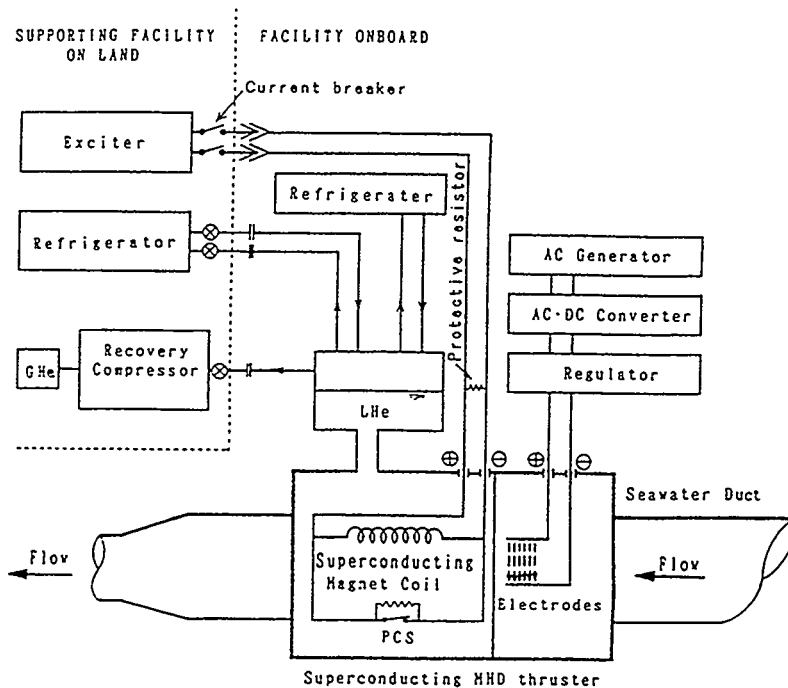 SUPPORTING FACILITY
ON LAND
FACILITY ONBOARD
Current breaker
Exciter
Refrigerater
Protective resistor
Refrigerator
AC Generator
AC·DC Converter
Regulator
GHe
Recovery
Compressor
LHe
⊕ ⊖ ⊕ ⊖
Seawater Duct
Flow
Superconducting
Magnet Coil
PCS
Electrodes
Flow
Superconducting MHD thruster